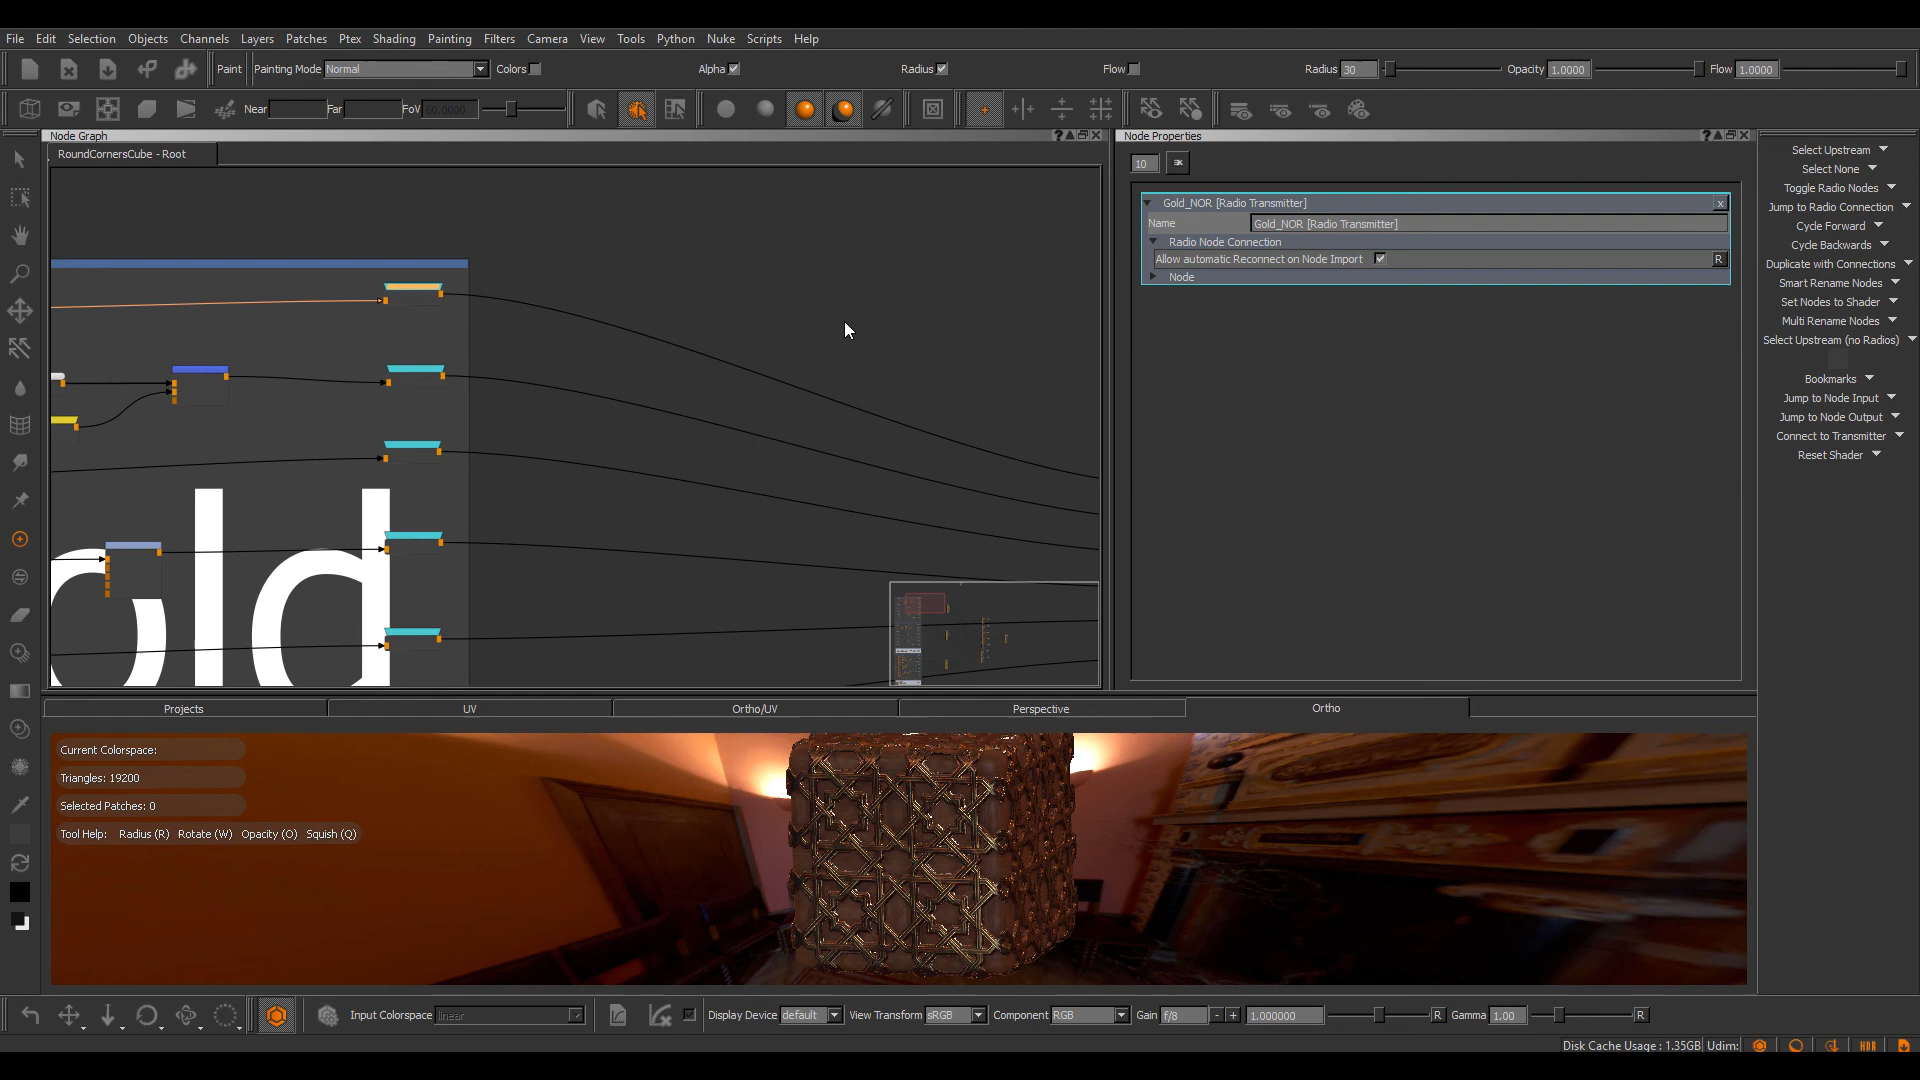 File Edit Selection Objects Channels Layers Patches Ptex Shading Painting Filters Camera View Tools Python Nuke Scripts Help
Paint Painting Mode Normal Colors Alpha Radius Flow Radius 30 Opacity 1.0000 Flow 1.0000
Near Far FoV 60.0000
Node Graph
Node Properties
RoundCornersCube - Root
10
Gold_NOR [Radio Transmitter] x
Name Gold_NOR [Radio Transmitter]
Radio Node Connection
Allow automatic Reconnect on Node Import R
Node
Select Upstream
Select None
Toggle Radio Nodes
Jump to Radio Connection
Cycle Forward
Cycle Backwards
Duplicate with Connections
Smart Rename Nodes
Set Nodes to Shader
Multi Rename Nodes
Select Upstream (no Radios)
Bookmarks
Jump to Node Input
Jump to Node Output
Connect to Transmitter
Reset Shader
old
Projects UV Ortho/UV Perspective Ortho
Current Colorspace:
Triangles: 19200
Selected Patches: 0
Tool Help: Radius (R) Rotate (W) Opacity (O) Squish (Q)
Input Colorspace linear Display Device default View Transform sRGB Component RGB Gain f/8 - + 1.000000 R Gamma 1.00 R
Disk Cache Usage : 1.35GB Udim: HDR